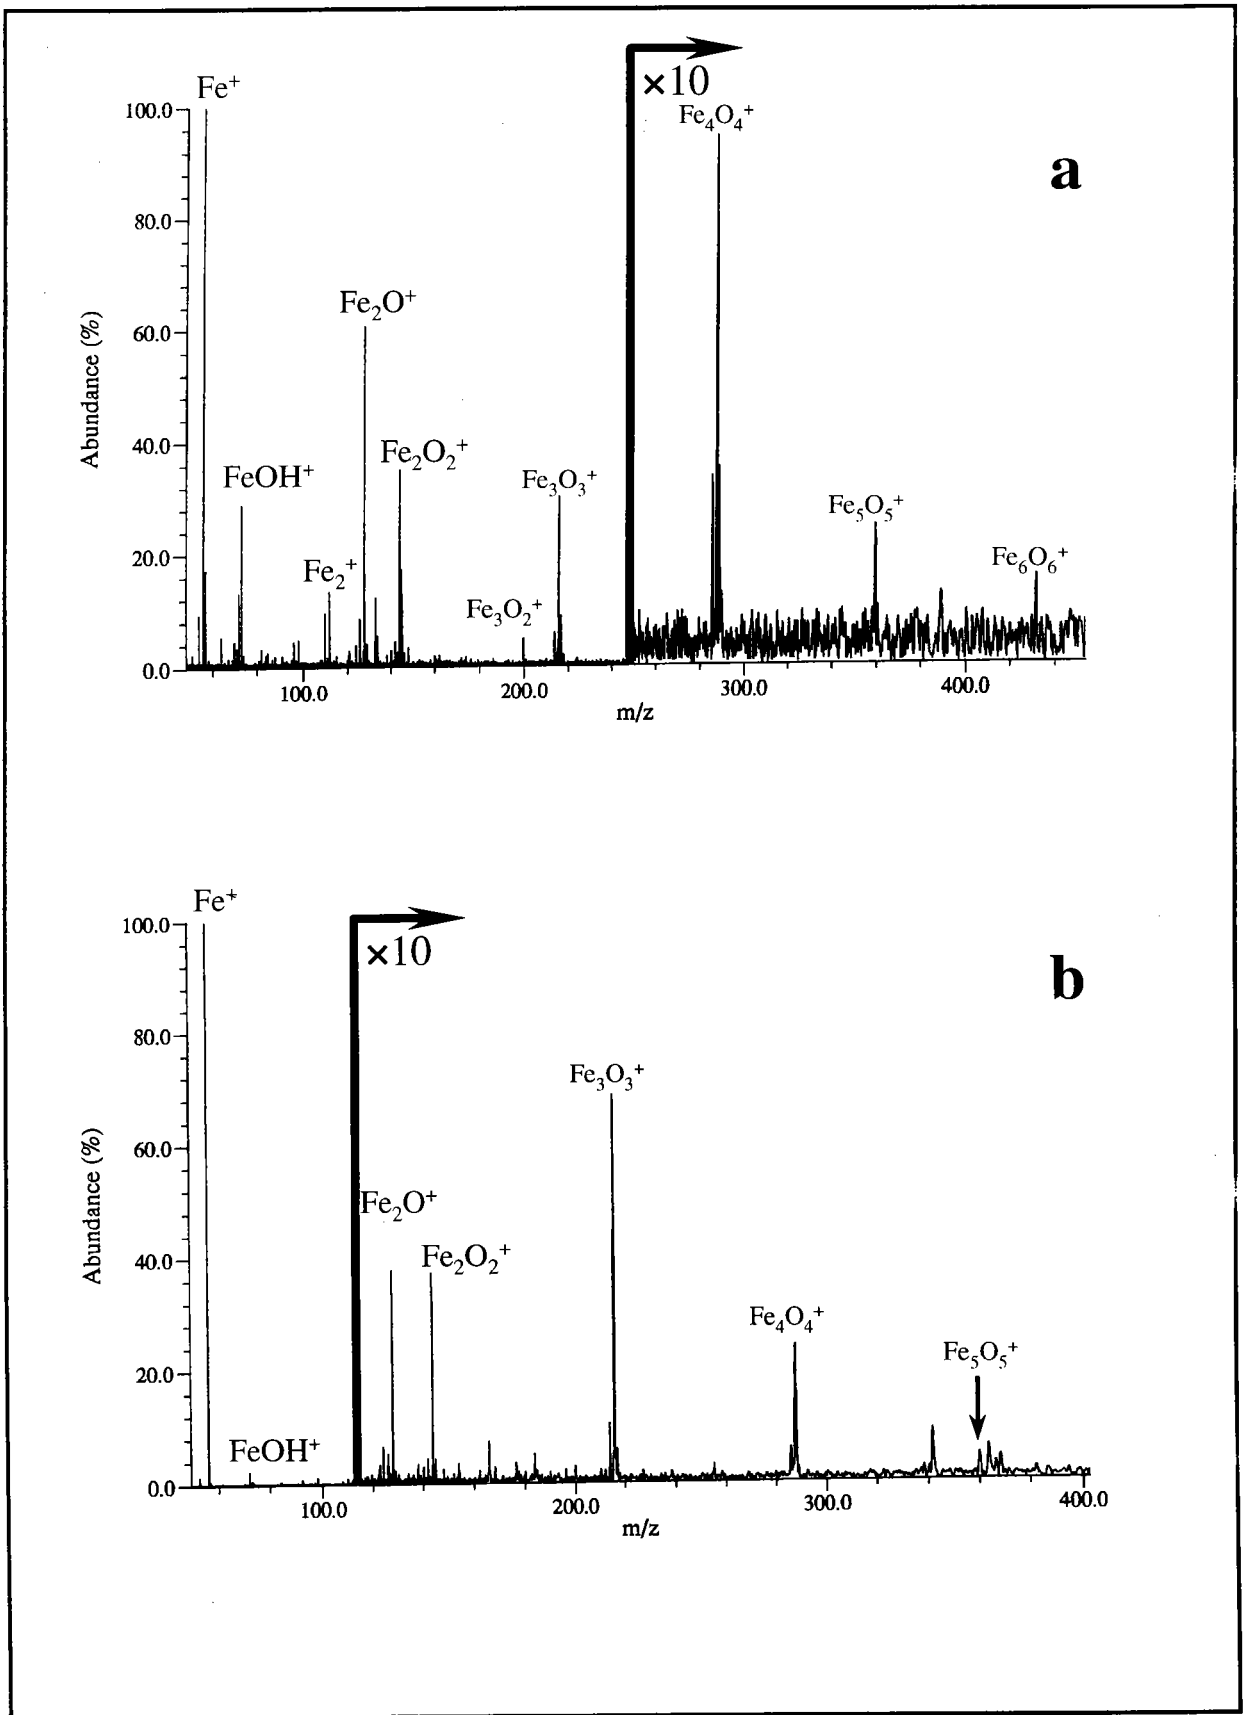 Fe⁺
×10
Fe₄O₄⁺
a
100.0
80.0
Fe₂O⁺
60.0
Abundance (%)
40.0
Fe₂O₂⁺
FeOH⁺
Fe₃O₃⁺
Fe₅O₅⁺
Fe₂⁺
Fe₆O₆⁺
20.0
Fe₃O₂⁺
0.0
100.0 200.0 300.0 400.0
m/z
Fe⁺
×10
b
100.0
80.0
Fe₃O₃⁺
60.0
Abundance (%)
Fe₂O⁺
Fe₂O₂⁺
40.0
Fe₄O₄⁺
Fe₅O₅⁺
20.0
FeOH⁺
0.0
100.0 200.0 300.0 400.0
m/z